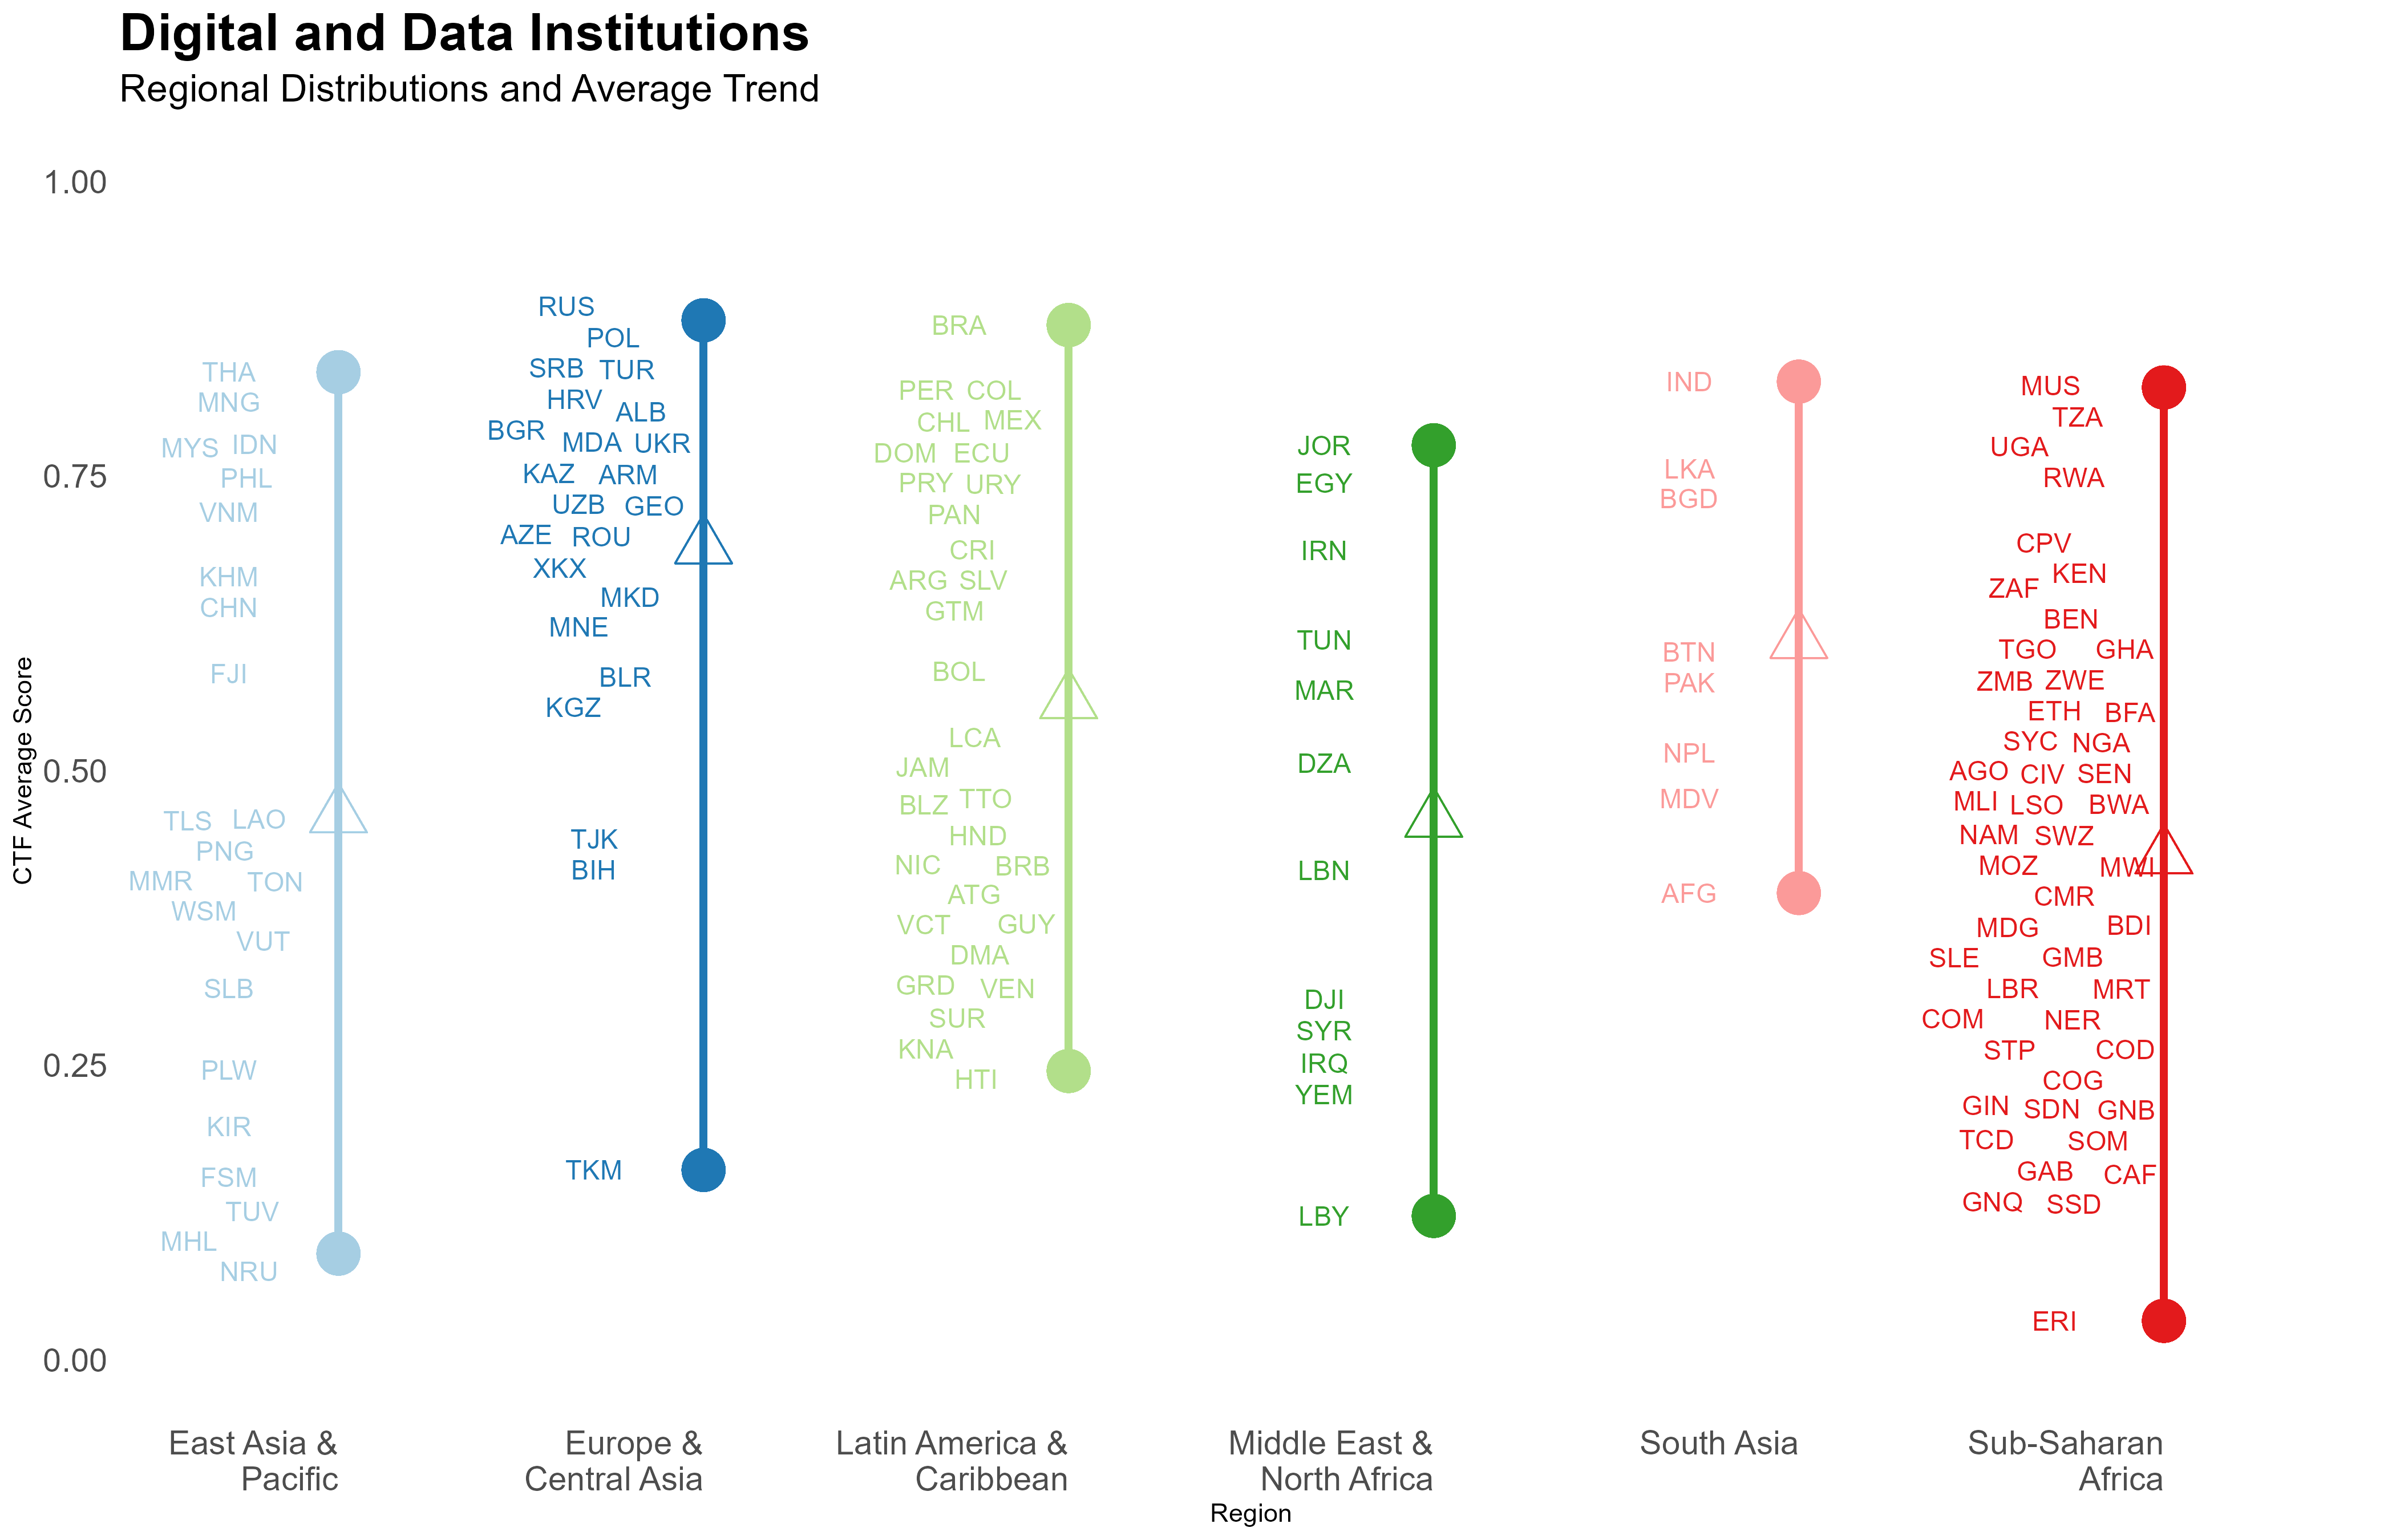 Digital and Data Institutions
Regional Distributions and Average Trend
CTF Average Score
1.00
0.75
0.50
0.25
0.00
THA
MNG
MYS IDN
PHL
VNM
KHM
CHN
FJI
TLS LAO
PNG
MMR TON
WSM
VUT
SLB
PLW
KIR
FSM
TUV
MHL
NRU
RUS
POL
SRB TUR
HRV
ALB
BGR MDA UKR
KAZ ARM
UZB GEO
AZE ROU
XKX
MKD
MNE
BLR
KGZ
TJK
BIH
TKM
BRA
PER COL
CHL MEX
DOM ECU
PRY URY
PAN
CRI
ARG SLV
GTM
BOL
LCA
JAM
BLZ TTO
HND
NIC BRB
ATG
VCT GUY
DMA
GRD VEN
SUR
KNA
HTI
JOR
EGY
IRN
TUN
MAR
DZA
LBN
DJI
SYR
IRQ
YEM
LBY
IND
LKA
BGD
BTN
PAK
NPL
MDV
AFG
MUS
TZA
UGA
RWA
CPV
KEN
ZAF
BEN
TGO GHA
ZMB ZWE
ETH BFA
SYC NGA
AGO CIV SEN
MLI LSO BWA
NAM SWZ
MOZ MWI
CMR
MDG BDI
SLE GMB
LBR MRT
COM NER
STP COD
COG
GIN SDN GNB
TCD SOM
GAB CAF
GNQ SSD
ERI
East Asia &
Pacific
Europe &
Central Asia
Latin America &
Caribbean
Middle East &
North Africa
South Asia
Sub-Saharan
Africa
Region